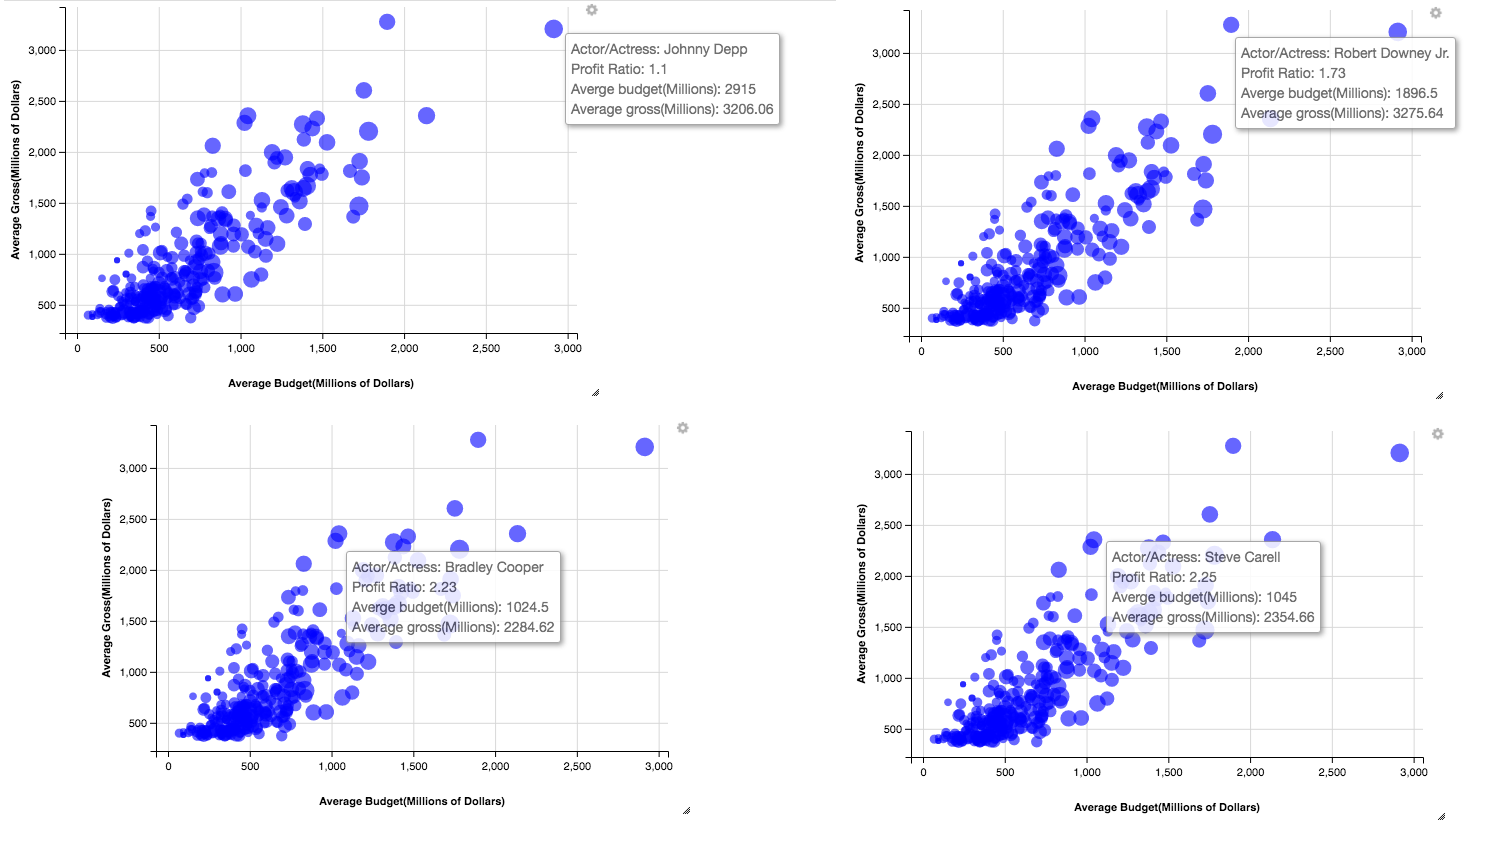 3,000
2,500
2,000
1,500
1,000
500
Average Gross(Millions of Dollars)
0 500 1,000 1,500 2,000 2,500 3,000
Average Budget(Millions of Dollars)
Actor/Actress: Johnny Depp
Profit Ratio: 1.1
Averge budget(Millions): 2915
Average gross(Millions): 3206.06
3,000
2,500
2,000
1,500
1,000
500
Average Gross(Millions of Dollars)
0 500 1,000 1,500 2,000 2,500 3,000
Average Budget(Millions of Dollars)
Actor/Actress: Robert Downey Jr.
Profit Ratio: 1.73
Averge budget(Millions): 1896.5
Average gross(Millions): 3275.64
3,000
2,500
2,000
1,500
1,000
500
Average Gross(Millions of Dollars)
0 500 1,000 1,500 2,000 2,500 3,000
Average Budget(Millions of Dollars)
Actor/Actress: Bradley Cooper
Profit Ratio: 2.23
Averge budget(Millions): 1024.5
Average gross(Millions): 2284.62
3,000
2,500
2,000
1,500
1,000
500
Average Gross(Millions of Dollars)
0 500 1,000 1,500 2,000 2,500 3,000
Average Budget(Millions of Dollars)
Actor/Actress: Steve Carell
Profit Ratio: 2.25
Averge budget(Millions): 1045
Average gross(Millions): 2354.66